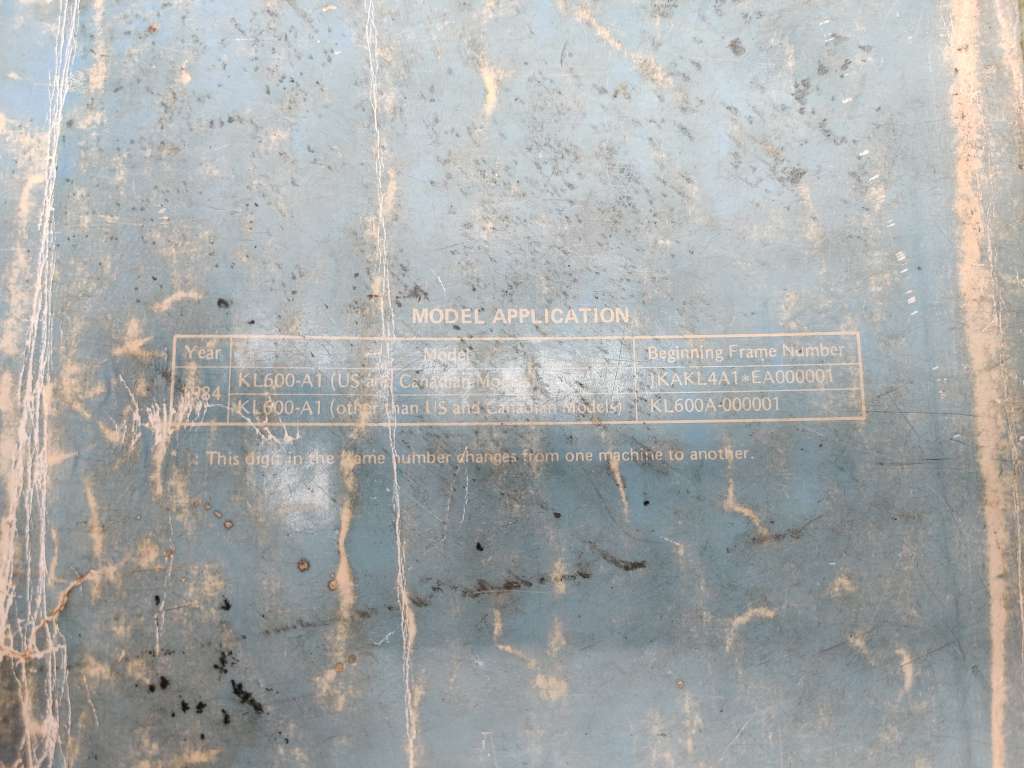 MODEL APPLICATION
Year Model Beginning Frame Number
1984 KL600-A1 (US and Canadian Models) JKAKL4A1*EA000001
KL600-A1 (other than US and Canadian Models) KL600A-000001
: This digit in the frame number changes from one machine to another.